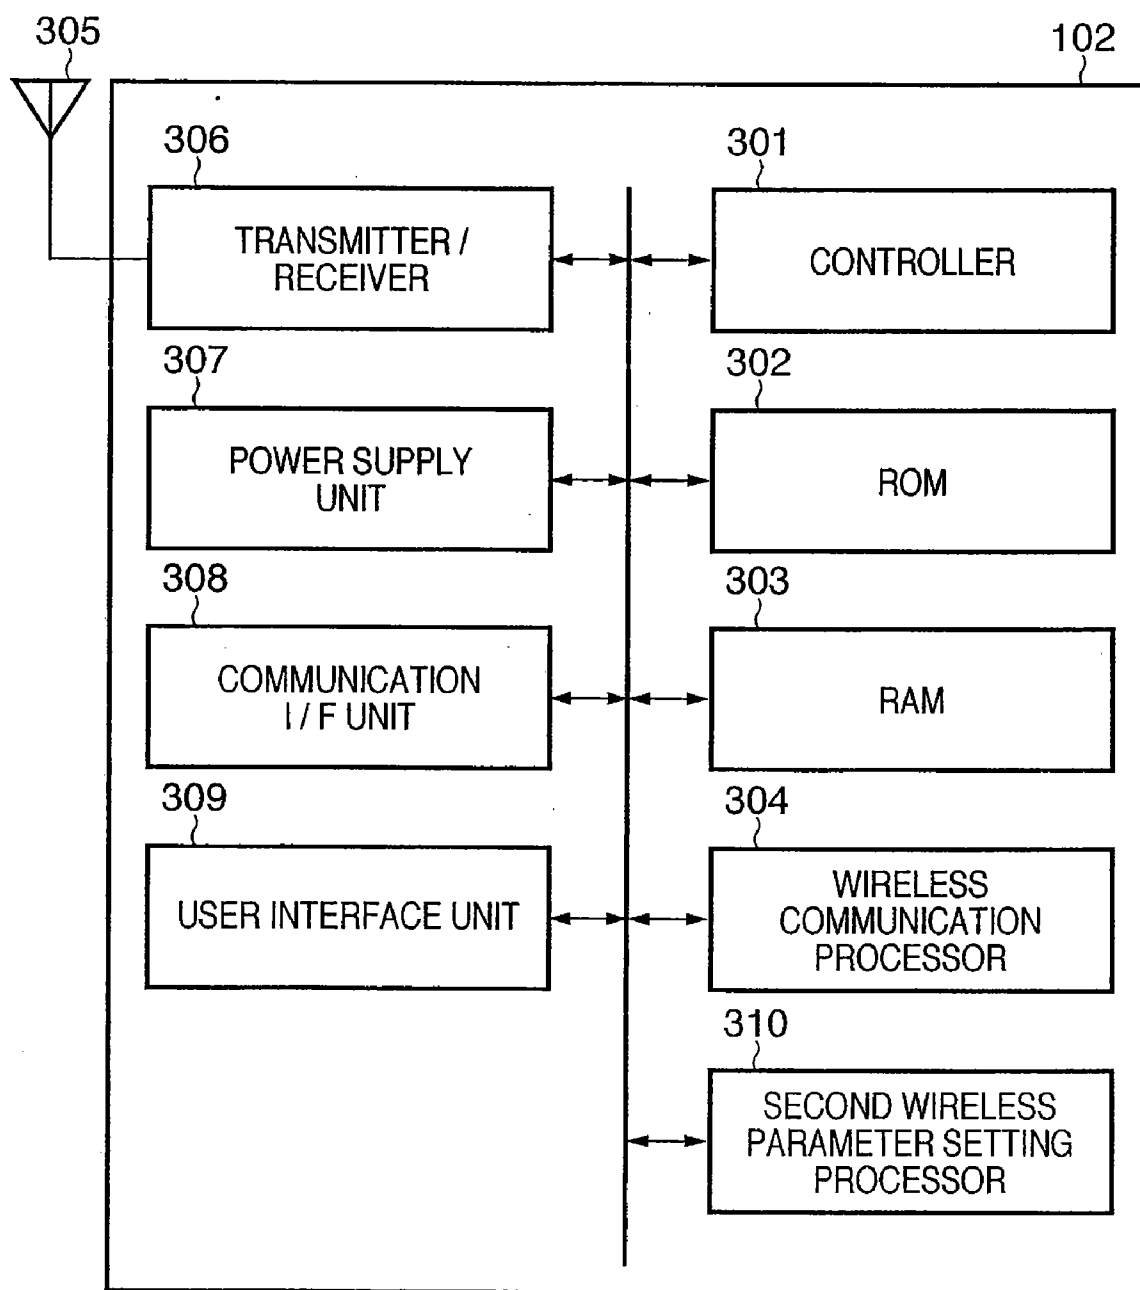 305
102
306
TRANSMITTER /
RECEIVER
301
CONTROLLER
307
POWER SUPPLY
UNIT
302
ROM
308
COMMUNICATION
I / F UNIT
303
RAM
309
USER INTERFACE UNIT
304
WIRELESS
COMMUNICATION
PROCESSOR
310
SECOND WIRELESS
PARAMETER SETTING
PROCESSOR